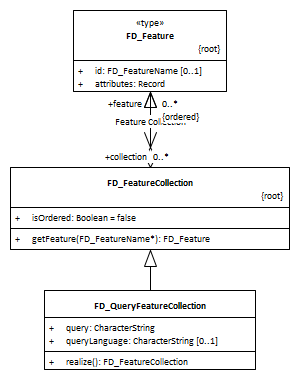 «type»
FD_Feature
{root}
+ id: FD_FeatureName [0..1]
+ attributes: Record
+feature 0..*
{ordered}
Feature Collection
+collection 0..*
FD_FeatureCollection
{root}
+ isOrdered: Boolean = false
+ getFeature(FD_FeatureName*): FD_Feature
FD_QueryFeatureCollection
+ query: CharacterString
+ queryLanguage: CharacterString [0..1]
+ realize(): FD_FeatureCollection